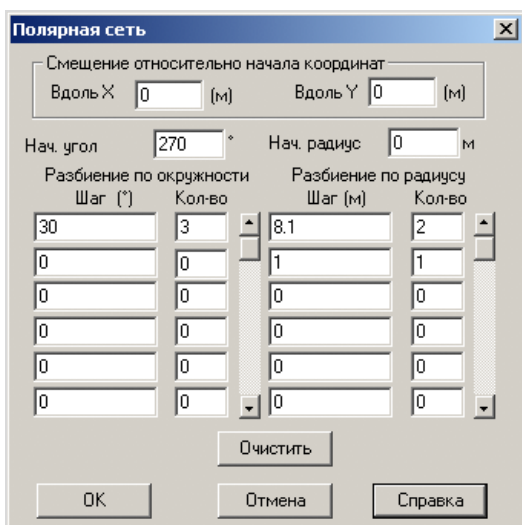 Полярная сеть
Смещение относительно начала координат
Вдоль X 0 (м) Вдоль Y 0 (м)
Нач. угол 270 ° Нач. радиус 0 м
Разбиение по окружности Разбиение по радиусу
Шаг (°) Кол-во Шаг (м) Кол-во
30 3 8.1 2
0 0 1 1
0 0 0 0
0 0 0 0
0 0 0 0
0 0 0 0
Очистить
OK Отмена Справка